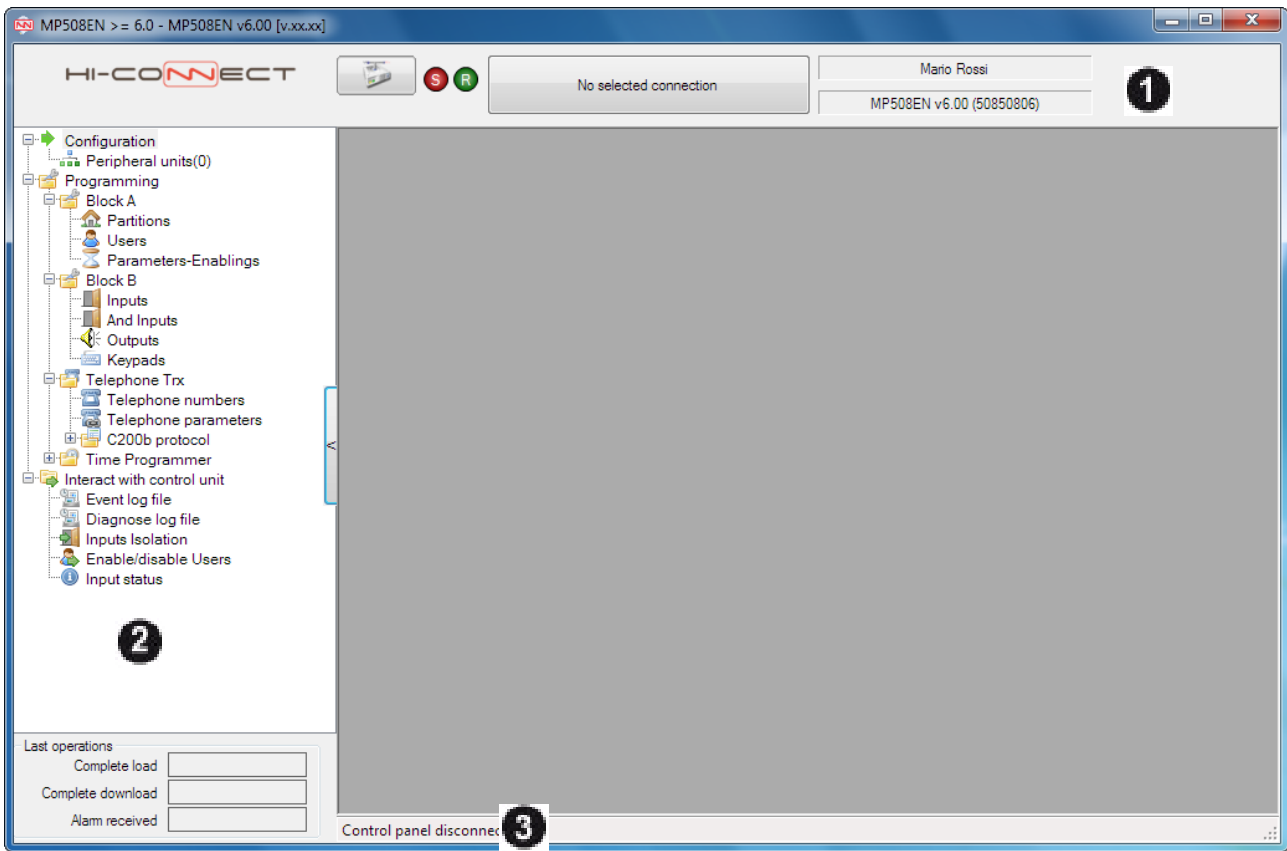 MP508EN >= 6.0 - MP508EN v6.00 [v.xx.xx]
HI-CONNECT
S R
No selected connection
Mario Rossi
MP508EN v6.00 (50850806)
1
Configuration
Peripheral units(0)
Programming
Block A
Partitions
Users
Parameters-Enablings
Block B
Inputs
And Inputs
Outputs
Keypads
Telephone Trx
Telephone numbers
Telephone parameters
C200b protocol
Time Programmer
Interact with control unit
Event log file
Diagnose log file
Inputs Isolation
Enable/disable Users
Input status
<
2
Last operations
Complete load
Complete download
Alarm received
Control panel disconnec
3